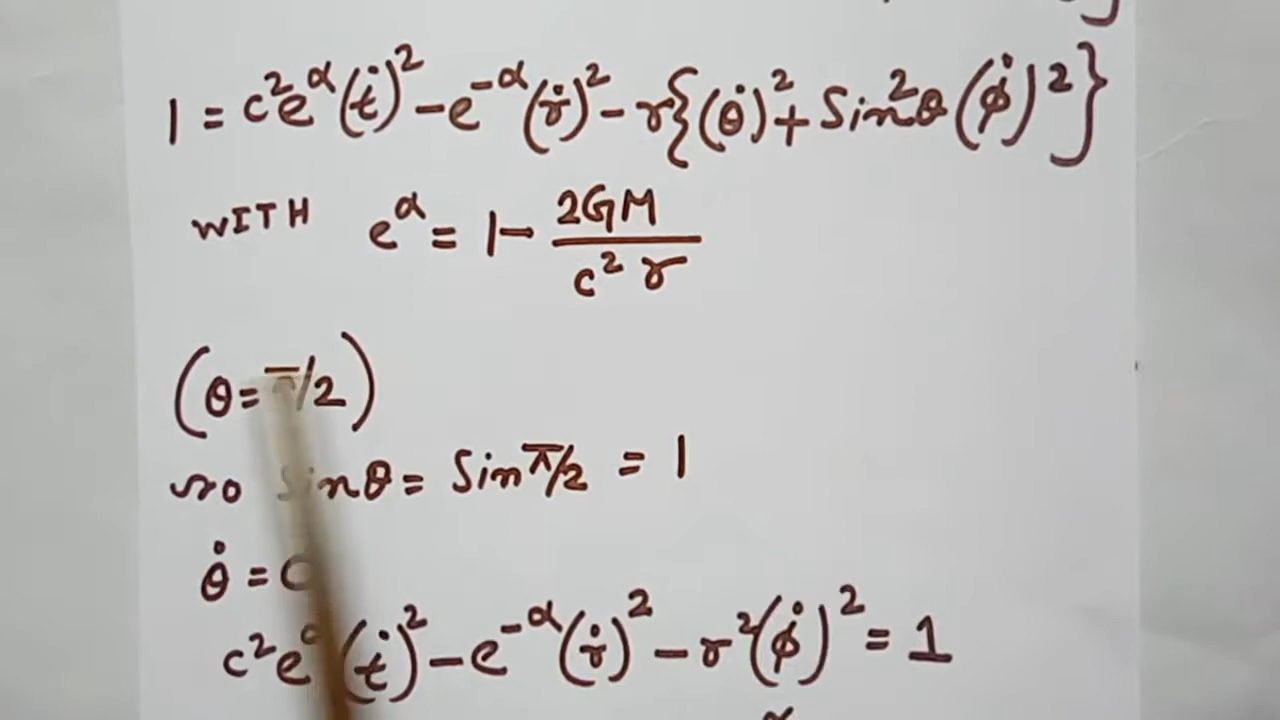 1 = c²e^α(ṫ)² - e^-α(ṙ)² - r{(θ̇)² + Sin²θ(φ̇)²}
WITH e^α = 1 - 2GM / c² r
(θ = π/2)
so Sinθ = Sin π/2 = 1
θ̇ = 0
c²e^α(ṫ)² - e^-α(ṙ)² - r²(φ̇)² = 1